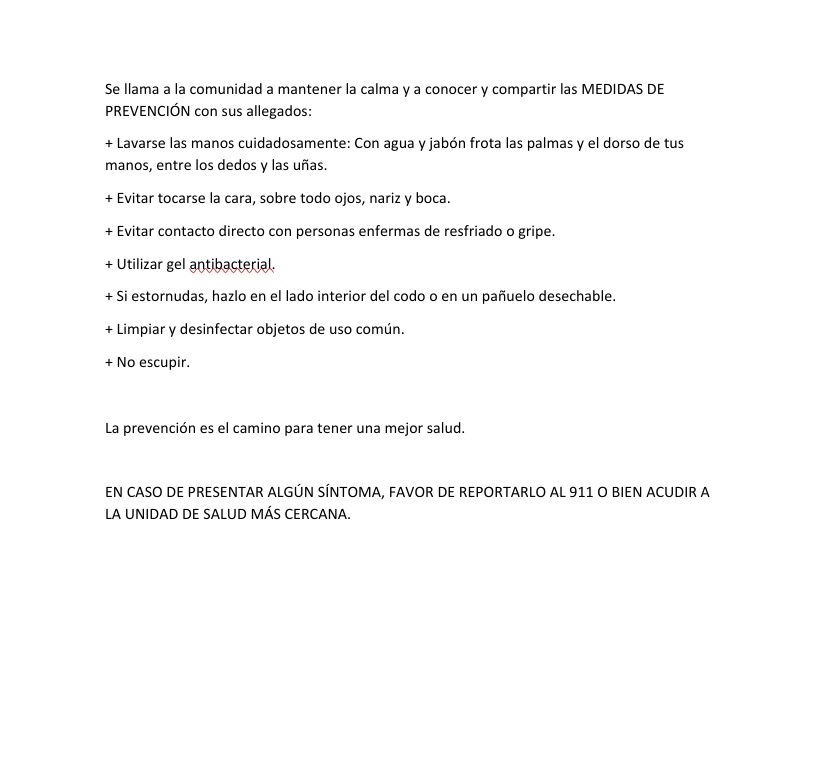 Se llama a la comunidad a mantener la calma y a conocer y compartir las MEDIDAS DE
PREVENCIÓN con sus allegados:
+ Lavarse las manos cuidadosamente: Con agua y jabón frota las palmas y el dorso de tus
manos, entre los dedos y las uñas.
+ Evitar tocarse la cara, sobre todo ojos, nariz y boca.
+ Evitar contacto directo con personas enfermas de resfriado o gripe.
+ Utilizar gel antibacterial.
+ Si estornudas, hazlo en el lado interior del codo o en un pañuelo desechable.
+ Limpiar y desinfectar objetos de uso común.
+ No escupir.
La prevención es el camino para tener una mejor salud.
EN CASO DE PRESENTAR ALGÚN SÍNTOMA, FAVOR DE REPORTARLO AL 911 O BIEN ACUDIR A
LA UNIDAD DE SALUD MÁS CERCANA.